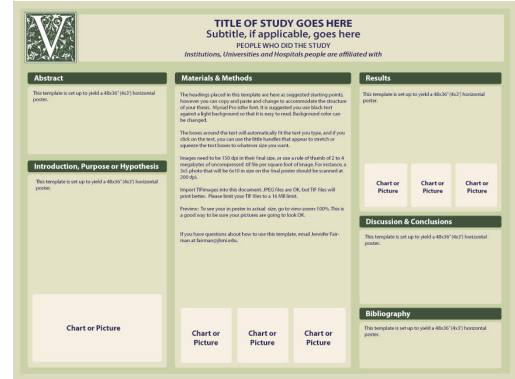 V
TITLE OF STUDY GOES HERE
Subtitle, if applicable, goes here
PEOPLE WHO DID THE STUDY
Institutions, Universities and Hospitals people are affiliated with
Abstract
This template is set up to yield a 48x36" (4x3') horizontal
poster.
Introduction, Purpose or Hypothesis
This template is set up to yield a 48x36" (4x3') horizontal
poster.
Chart or Picture
Materials & Methods
The headings placed in this template are here as suggested starting points,
however you can copy and paste and change to accommodate the structure
of your thesis. Myriad Pro is the font. It is suggested you use black text
against a light background so that it is easy to read. Background color can
be changed.
The boxes around the text will automatically fit the text you type, and if you
click on the text, you can use the little handles that appear to stretch or
squeeze the text boxes to whatever size you want.
Images need to be 150 dpi in their final size, or use a rule of thumb of 2 to 4
megabytes of uncompressed .tif file per square foot of image. For instance, a
3x5 photo that will be 6x10 in size on the final poster should be scanned at
200 dpi.
Import TIF images into this document, JPEG files are OK, but TIF files will
print better. Please limit your TIF files to a 16 MB limit.
Preview: To see your in poster in actual size, go to view-zoom-100%. This is
a good way to be sure your pictures are going to look OK.
If you have questions about how to use this template, email Jennifer Fair-
man at jfairman@jhmi.edu.
Chart or
Picture
Chart or
Picture
Chart or
Picture
Results
This template is set up to yield a 48x36" (4x3') horizontal
poster.
Chart or
Picture
Chart or
Picture
Chart or
Picture
Discussion & Conclusions
This template is set up to yield a 48x36" (4x3') horizontal
poster.
Bibliography
This template is set up to yield a 48x36" (4x3') horizontal
poster.